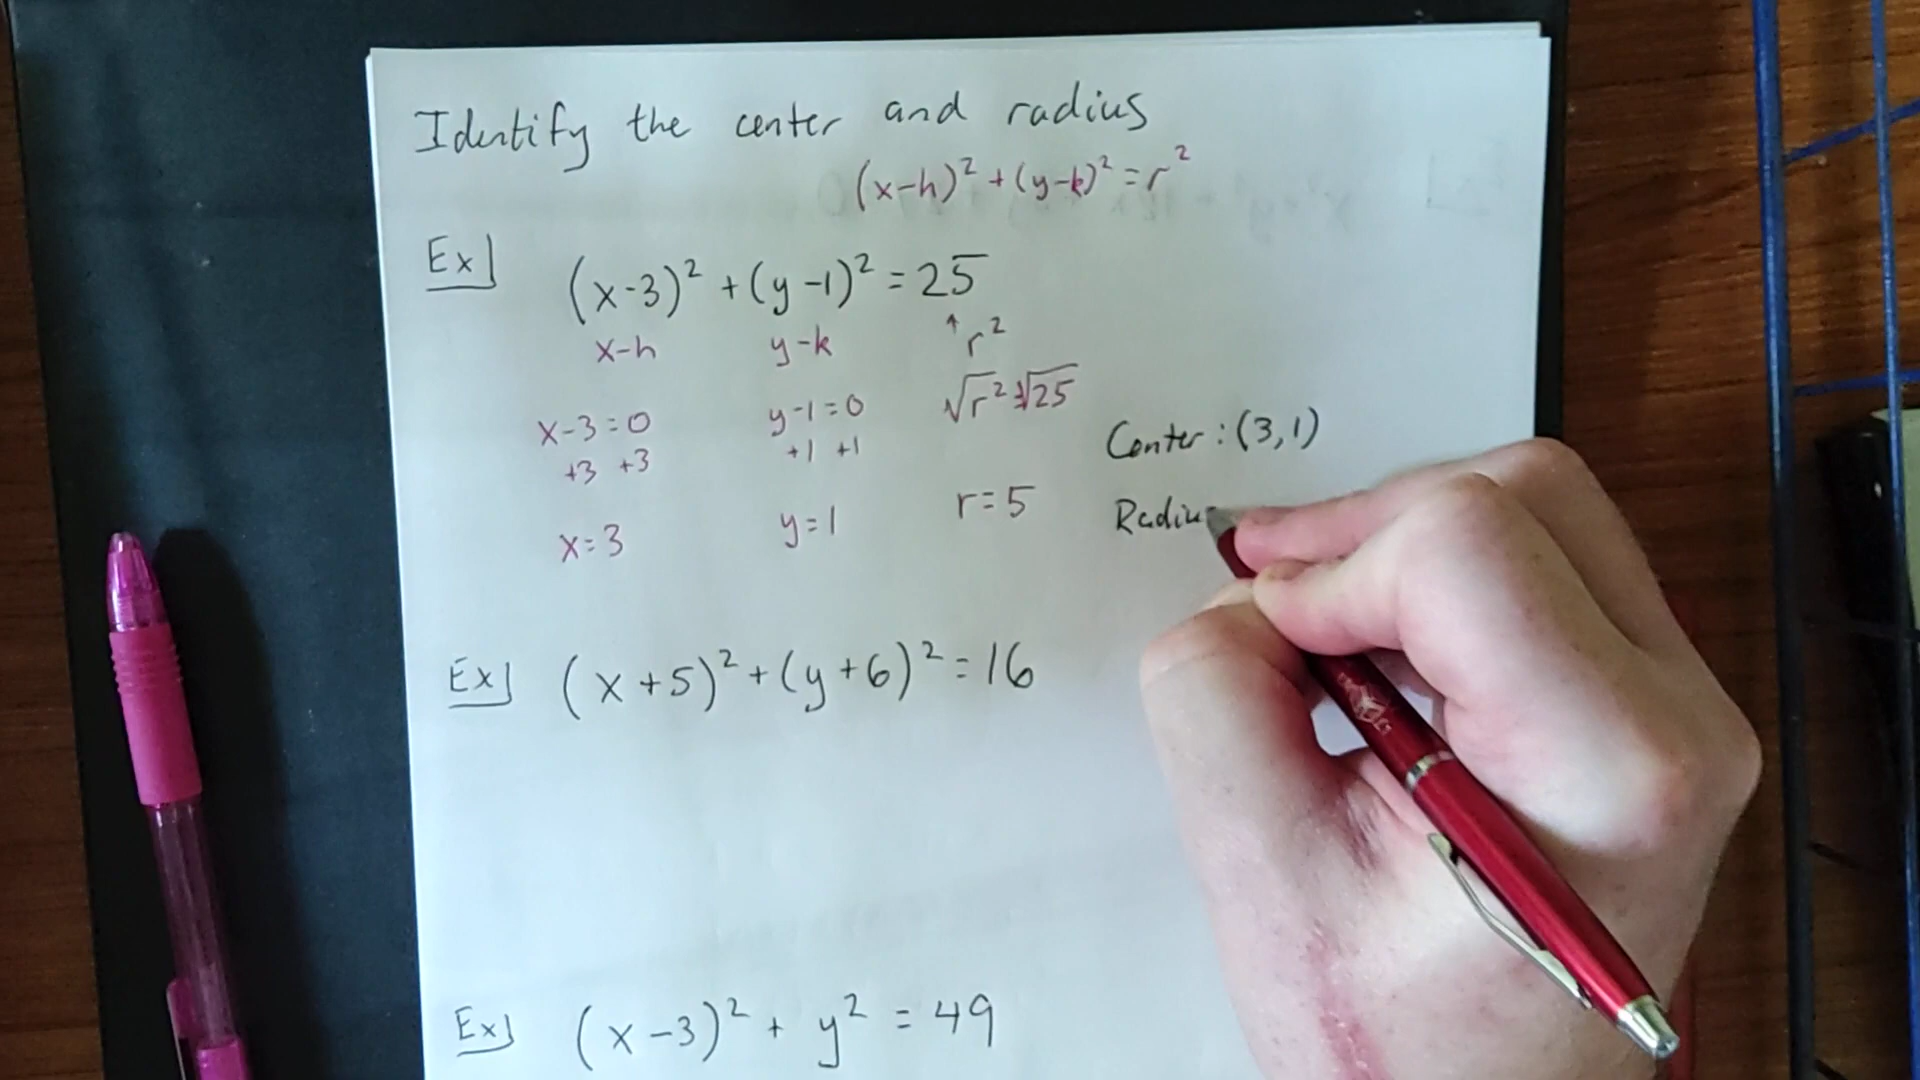 Identify the center and radius
(x-h)² + (y-k)² = r²
Ex] (x-3)² + (y-1)² = 25
x-h y-k ↑ r²
x-3=0 y-1=0 √r² = √25
+3 +3 +1 +1
Center: (3,1)
x=3 y=1 r=5
Radius
Ex] (x+5)² + (y+6)² = 16
Ex] (x-3)² + y² = 49